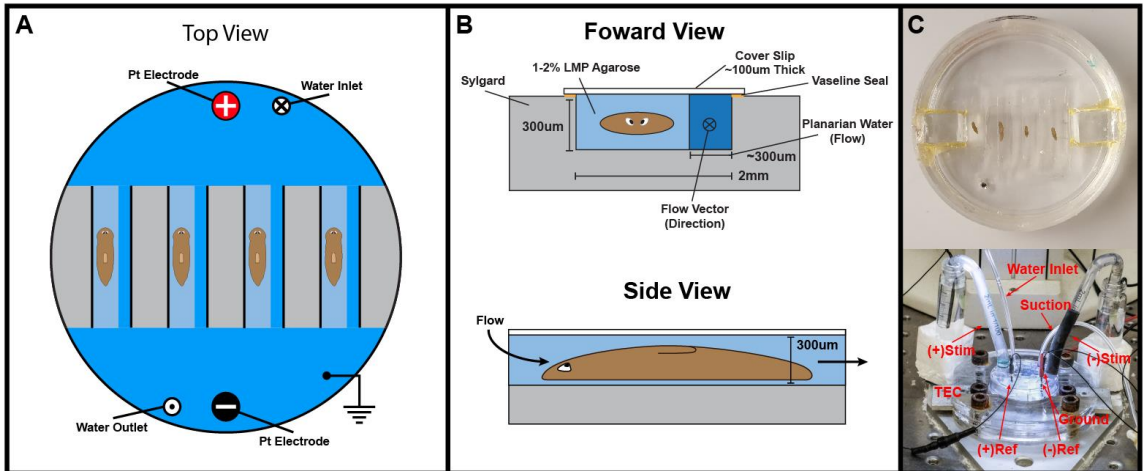 A
Top View
Pt Electrode
Water Inlet
Water Outlet
Pt Electrode
B
Foward View
1-2% LMP Agarose
Cover Slip
~100um Thick
Sylgard
Vaseline Seal
300um
Planarian Water
(Flow)
~300um
2mm
Flow Vector
(Direction)
Side View
Flow
300um
C
Water Inlet
Suction
(+)Stim
(-)Stim
TEC
Ground
(+)Ref
(-)Ref